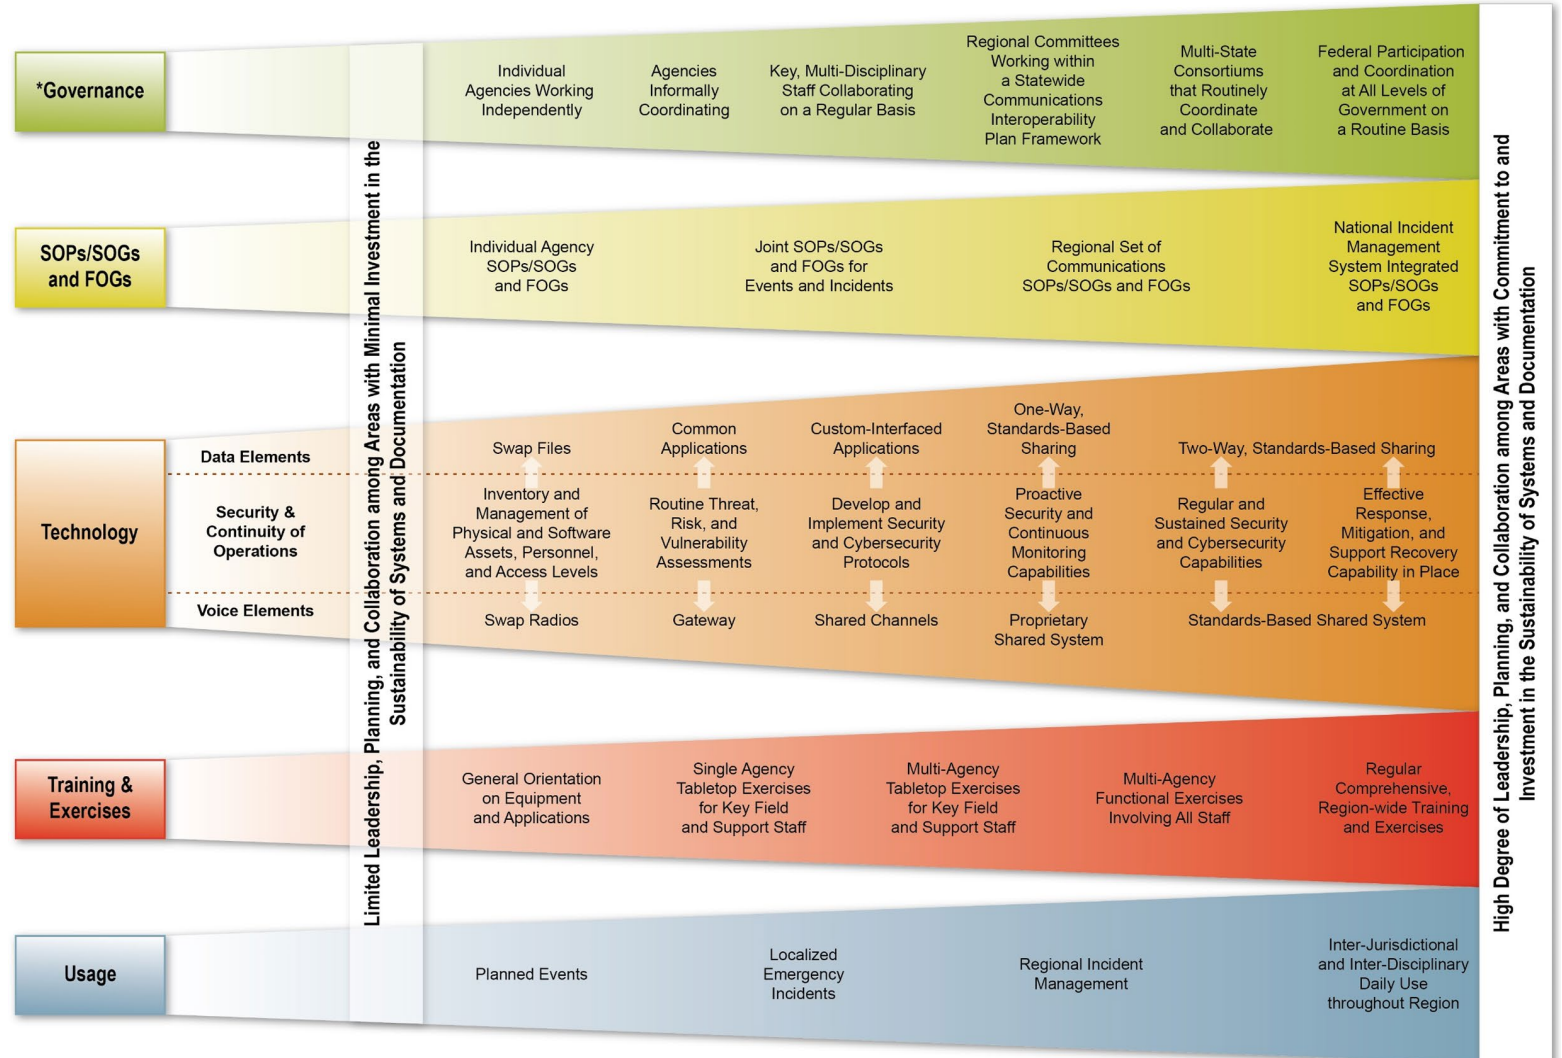 *Governance
Individual
Agencies Working
Independently
Agencies
Informally
Coordinating
Key, Multi-Disciplinary
Staff Collaborating
on a Regular Basis
Regional Committees
Working within
a Statewide
Communications
Interoperability
Plan Framework
Multi-State
Consortiums
that Routinely
Coordinate
and Collaborate
Federal Participation
and Coordination
at All Levels of
Government on
a Routine Basis
SOPs/SOGs
and FOGs
Individual Agency
SOPs/SOGs
and FOGs
Joint SOPs/SOGs
and FOGs for
Events and Incidents
Regional Set of
Communications
SOPs/SOGs and FOGs
National Incident
Management
System Integrated
SOPs/SOGs
and FOGs
Technology
Data Elements
Swap Files
Common
Applications
Custom-Interfaced
Applications
One-Way,
Standards-Based
Sharing
Two-Way, Standards-Based Sharing
Security &
Continuity of
Operations
Inventory and
Management of
Physical and Software
Assets, Personnel,
and Access Levels
Routine Threat,
Risk, and
Vulnerability
Assessments
Develop and
Implement Security
and Cybersecurity
Protocols
Proactive
Security and
Continuous
Monitoring
Capabilities
Regular and
Sustained Security
and Cybersecurity
Capabilities
Effective
Response,
Mitigation, and
Support Recovery
Capability in Place
Voice Elements
Swap Radios
Gateway
Shared Channels
Proprietary
Shared System
Standards-Based Shared System
Training &
Exercises
General Orientation
on Equipment
and Applications
Single Agency
Tabletop Exercises
for Key Field
and Support Staff
Multi-Agency
Tabletop Exercises
for Key Field
and Support Staff
Multi-Agency
Functional Exercises
Involving All Staff
Regular
Comprehensive,
Region-wide Training
and Exercises
Usage
Planned Events
Localized
Emergency
Incidents
Regional Incident
Management
Inter-Jurisdictional
and Inter-Disciplinary
Daily Use
throughout Region
Limited Leadership, Planning, and Collaboration among Areas with Minimal Investment in the
Sustainability of Systems and Documentation
High Degree of Leadership, Planning, and Collaboration among Areas with Commitment to and
Investment in the Sustainability of Systems and Documentation